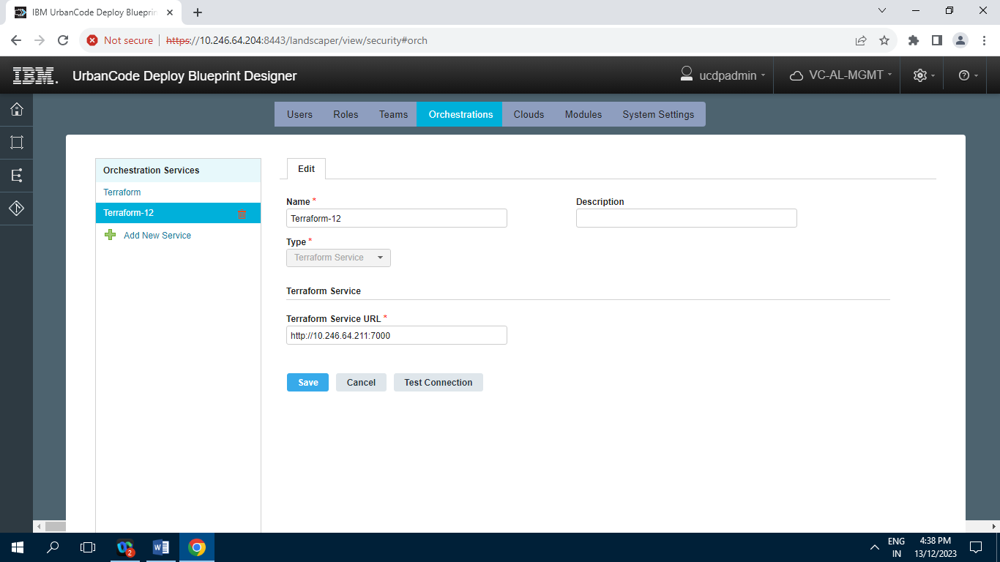 IBM UrbanCode Deploy Blueprin
Not secure https://10.246.64.204:8443/landscaper/view/security#orch
IBM. UrbanCode Deploy Blueprint Designer ucdpadmin VC-AL-MGMT
Users Roles Teams Orchestrations Clouds Modules System Settings
Orchestration Services
Terraform
Terraform-12
Add New Service
Edit
Name * Description
Terraform-12
Type *
Terraform Service
Terraform Service
Terraform Service URL *
http://10.246.64.211:7000
Save Cancel Test Connection
2
ENG 4:38 PM
IN 13/12/2023